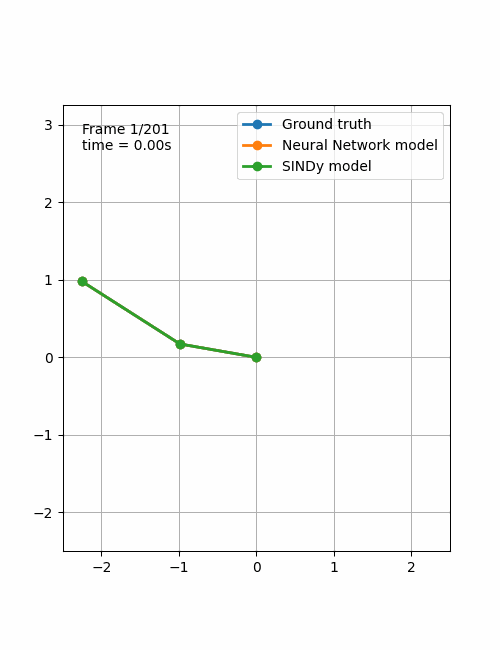 Frame 1/201
time = 0.00s
Ground truth
Neural Network model
SINDy model
3
2
1
0
−1
−2
−2
−1
0
1
2